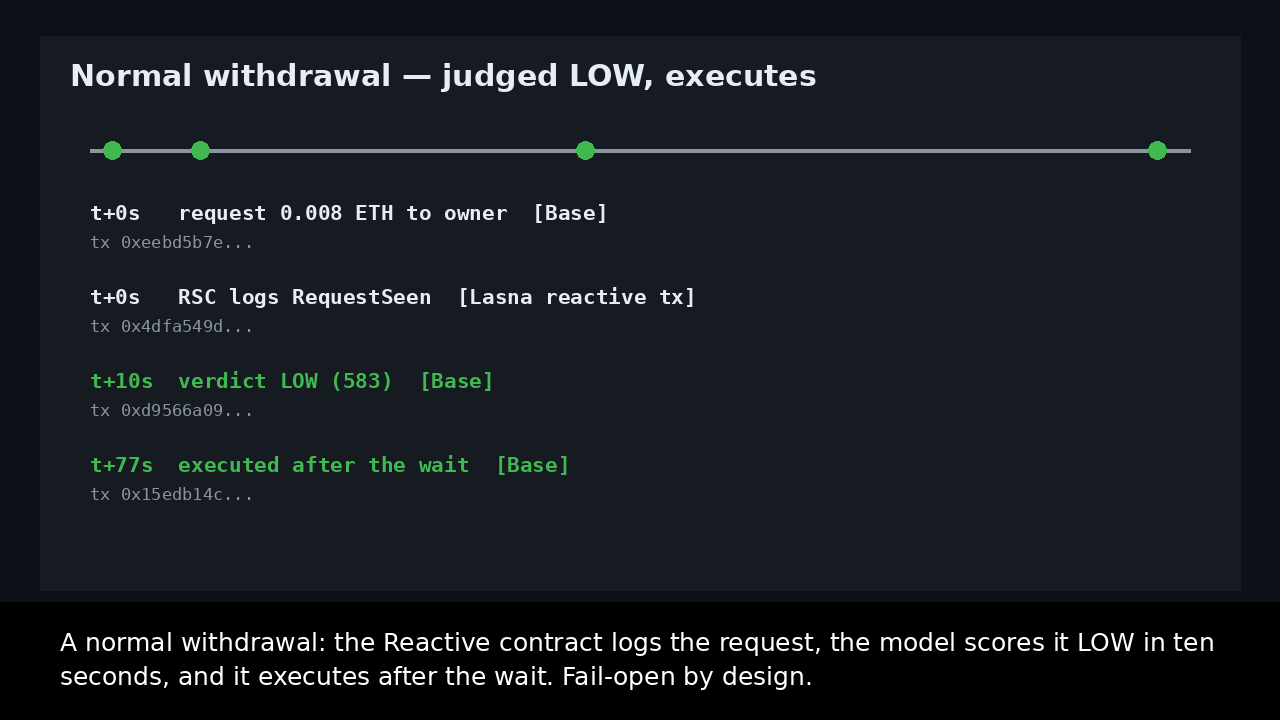 Normal withdrawal — judged LOW, executes
t+0s   request 0.008 ETH to owner  [Base]
tx 0xeebd5b7e...
t+0s   RSC logs RequestSeen  [Lasna reactive tx]
tx 0x4dfa549d...
t+10s  verdict LOW (583)  [Base]
tx 0xd9566a09...
t+77s  executed after the wait  [Base]
tx 0x15edb14c...
A normal withdrawal: the Reactive contract logs the request, the model scores it LOW in ten
seconds, and it executes after the wait. Fail-open by design.